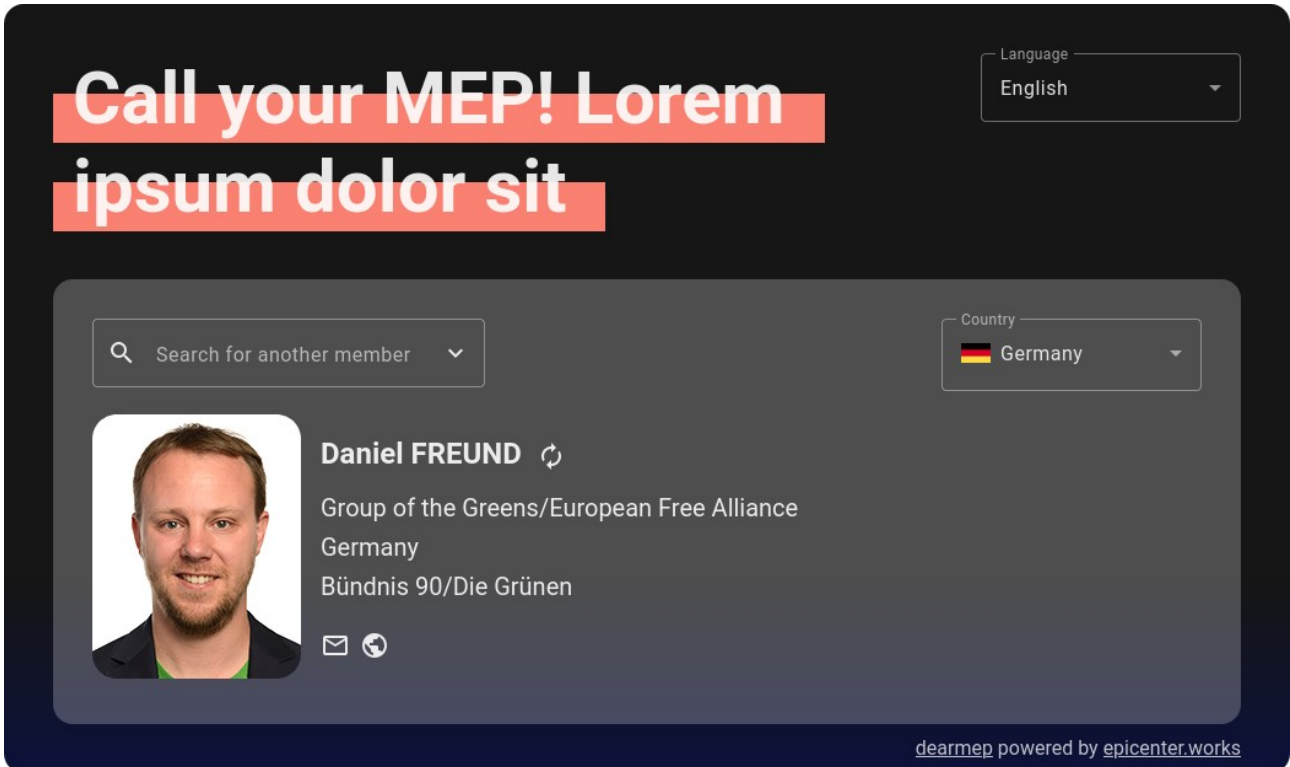 Call your MEP! Lorem
ipsum dolor sit
Language
English
Search for another member
Country
Germany
Daniel FREUND
Group of the Greens/European Free Alliance
Germany
Bündnis 90/Die Grünen
dearmep powered by epicenter.works